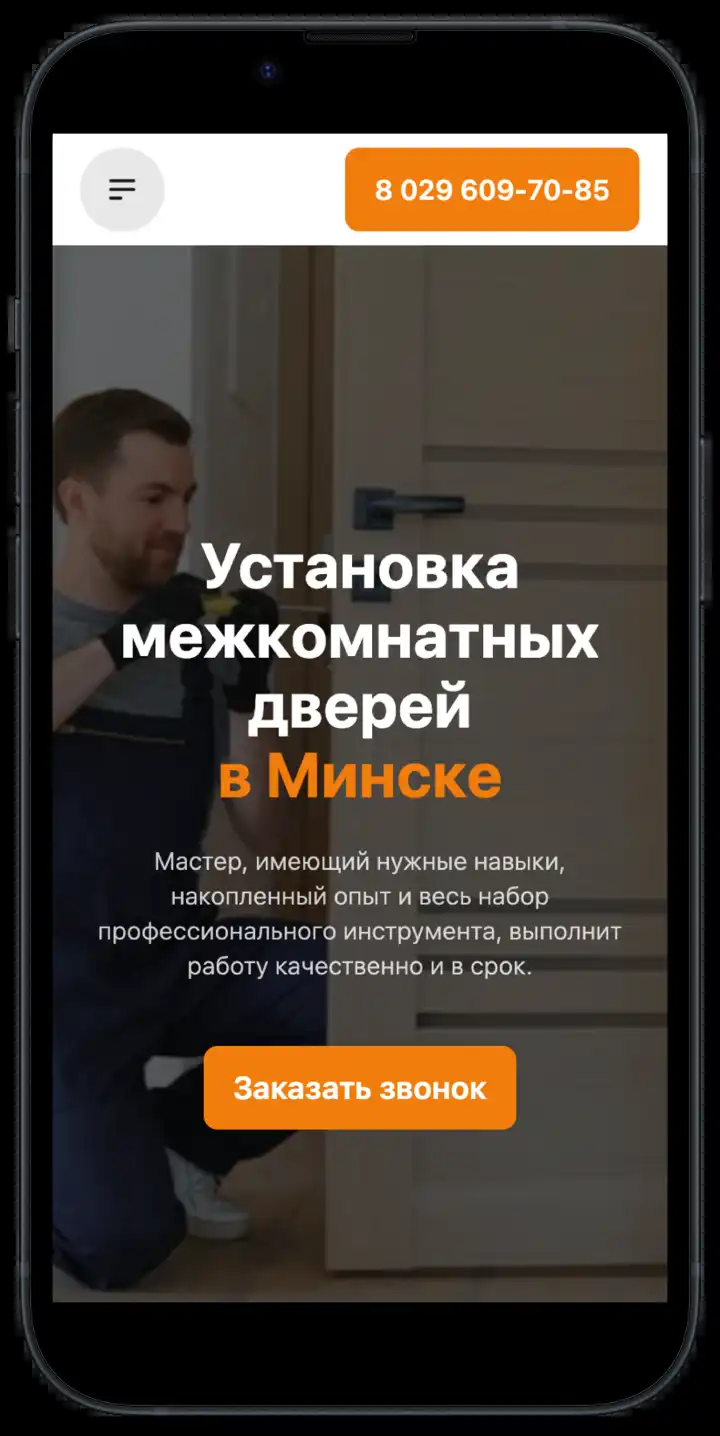 8 029 609-70-85
Установка
межкомнатных
дверей
в Минске
Мастер, имеющий нужные навыки,
накопленный опыт и весь набор
профессионального инструмента, выполнит
работу качественно и в срок.
Заказать звонок